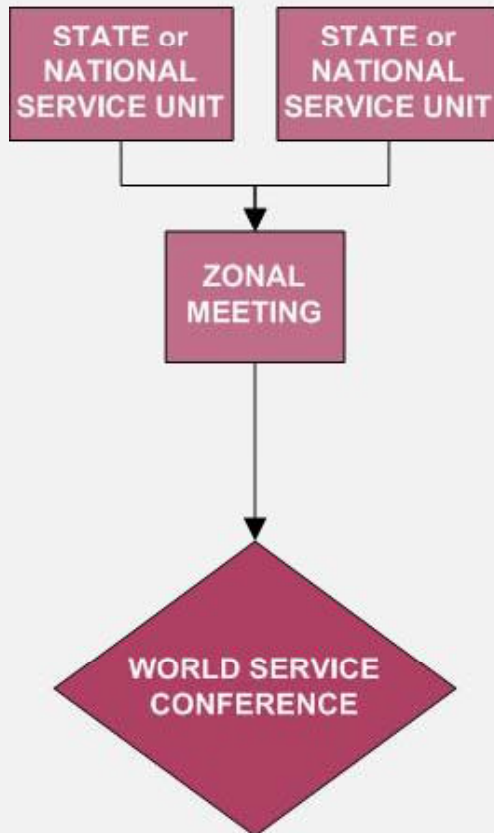 STATE or
NATIONAL
SERVICE UNIT
STATE or
NATIONAL
SERVICE UNIT
ZONAL
MEETING
WORLD SERVICE
CONFERENCE